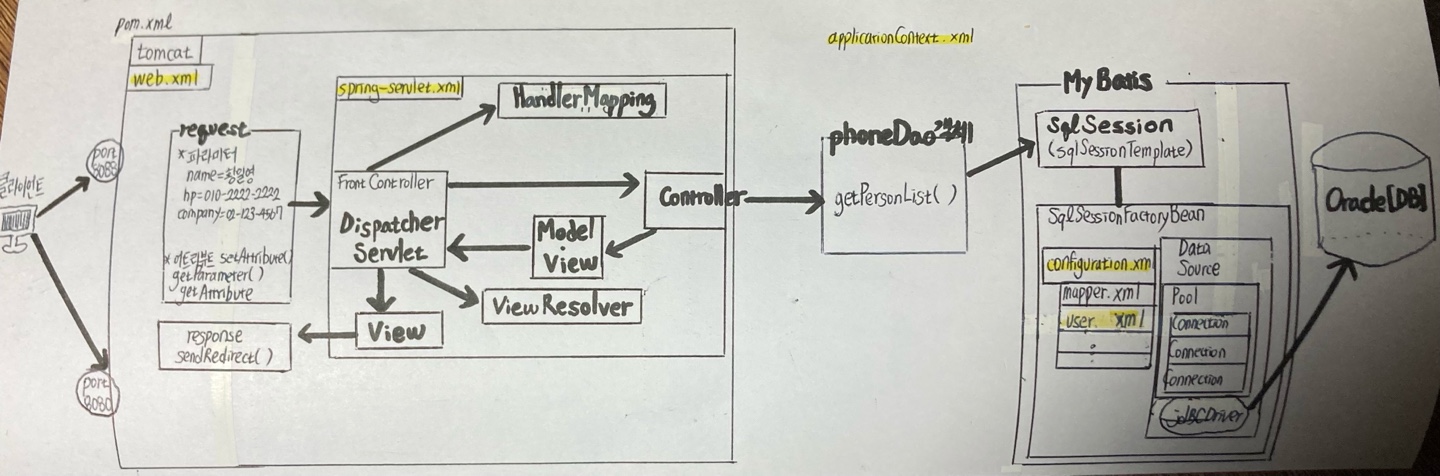 pom.xml
tomcat
web.xml
request
*파라미터
name=황일영
hp=010-2222-2222
company=02-123-4567
*어트리뷰트 setAttribute()
getParameter()
getAttribute
response
sendRedirect()
클라이언트
port
8088
port
8080
spring-servlet.xml
HandlerMapping
Front Controller
Dispatcher
Servlet
Controller
Model
View
ViewResolver
View
applicationContext.xml
phoneDao
getPersonList()
MyBatis
SqlSession
(sqlSessionTemplate)
SqlSessionFactoryBean
configuration.xml
mapper.xml
user. xml
Data
Source
Pool
Connection
Connection
Connection
JDBCDriver
Oracle[DB]